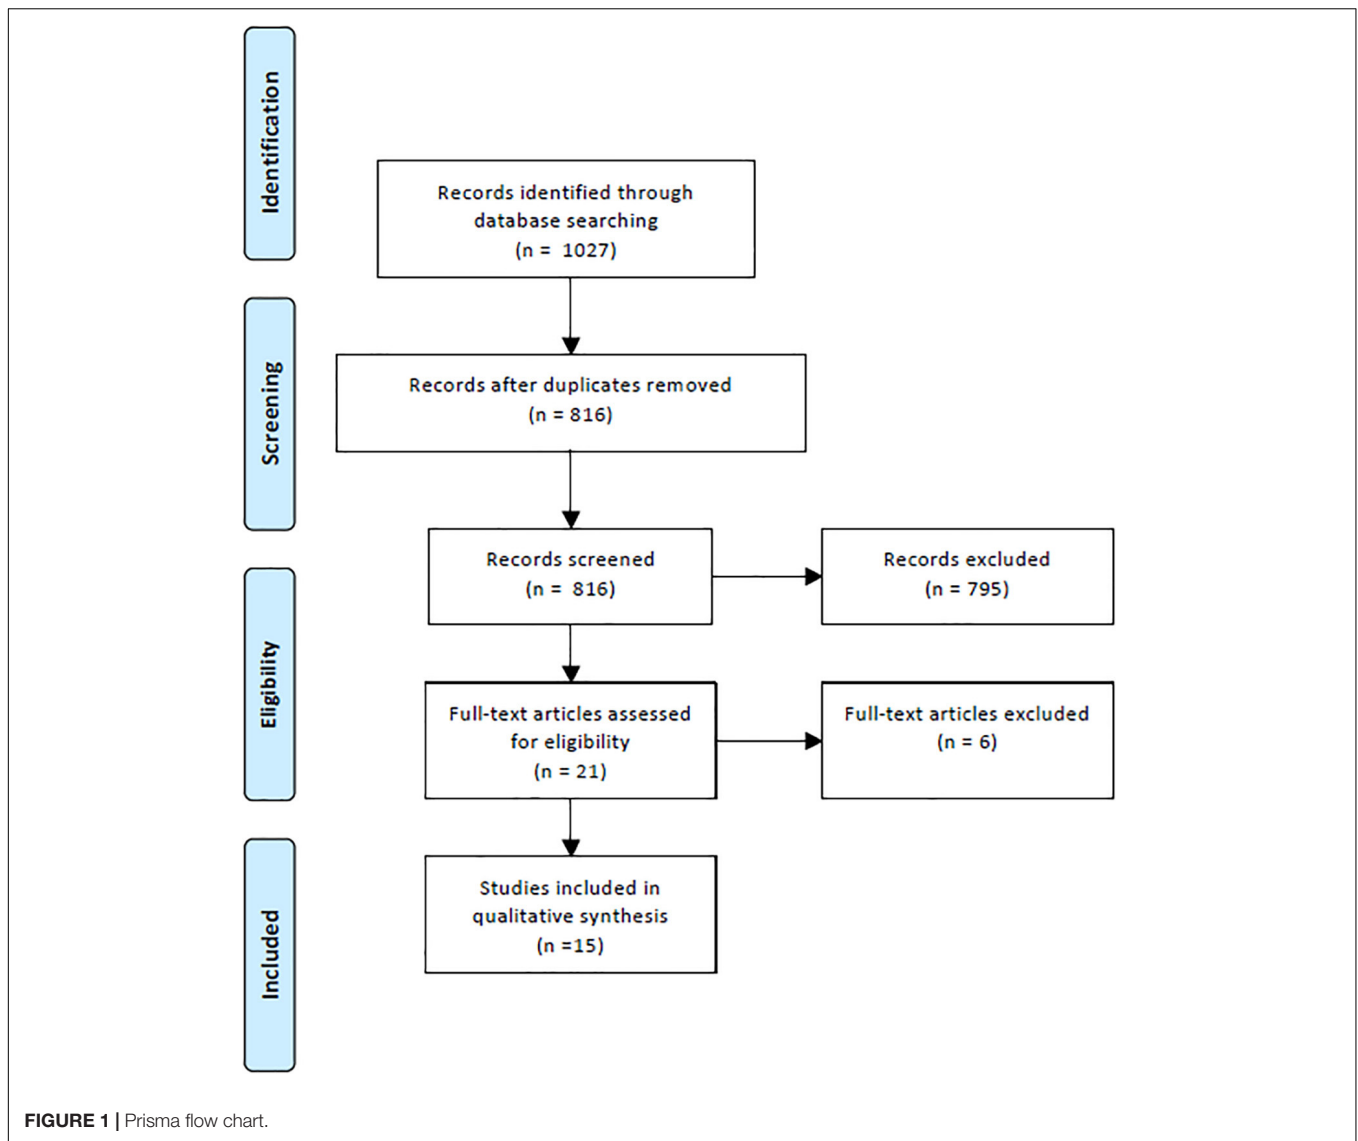 Identification
Records identified through
database searching
(n = 1027)
Screening
Records after duplicates removed
(n = 816)
Records screened
(n = 816)
Records excluded
(n = 795)
Eligibility
Full-text articles assessed
for eligibility
(n = 21)
Full-text articles excluded
(n = 6)
Included
Studies included in
qualitative synthesis
(n =15)
FIGURE 1 | Prisma flow chart.